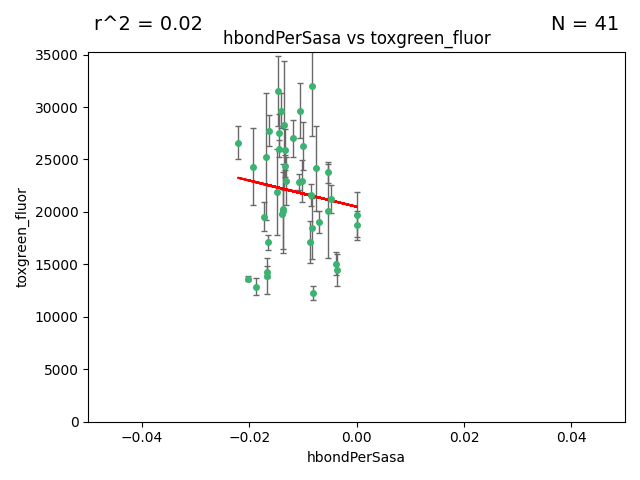 r^2 = 0.02
N = 41
hbondPerSasa vs toxgreen_fluor
35000
30000
25000
20000
15000
10000
5000
0
toxgreen_fluor
−0.04
−0.02
0.00
0.02
0.04
hbondPerSasa